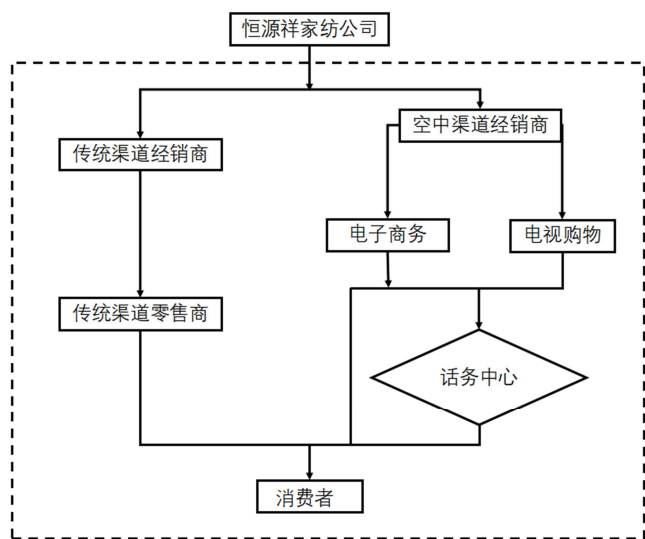 恒源祥家纺公司
空中渠道经销商
传统渠道经销商
电子商务
电视购物
传统渠道零售商
话务中心
消费者